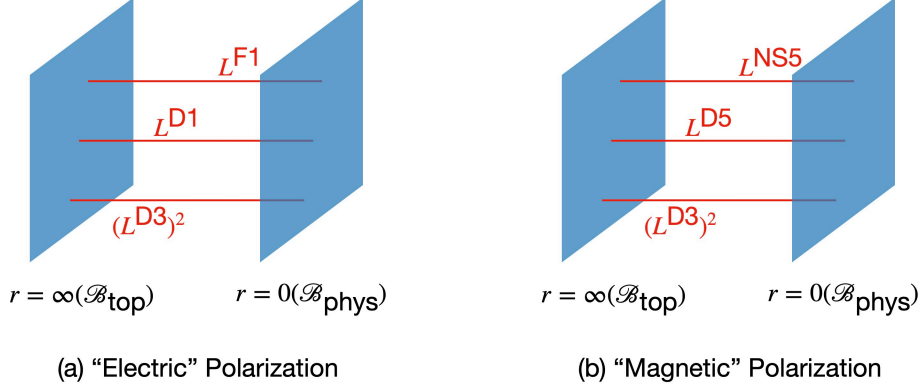 L^F1
L^D1
(L^D3)^2
r = ∞(ℬ_top)
r = 0(ℬ_phys)
(a) “Electric” Polarization
L^NS5
L^D5
(L^D3)^2
r = ∞(ℬ_top)
r = 0(ℬ_phys)
(b) “Magnetic” Polarization